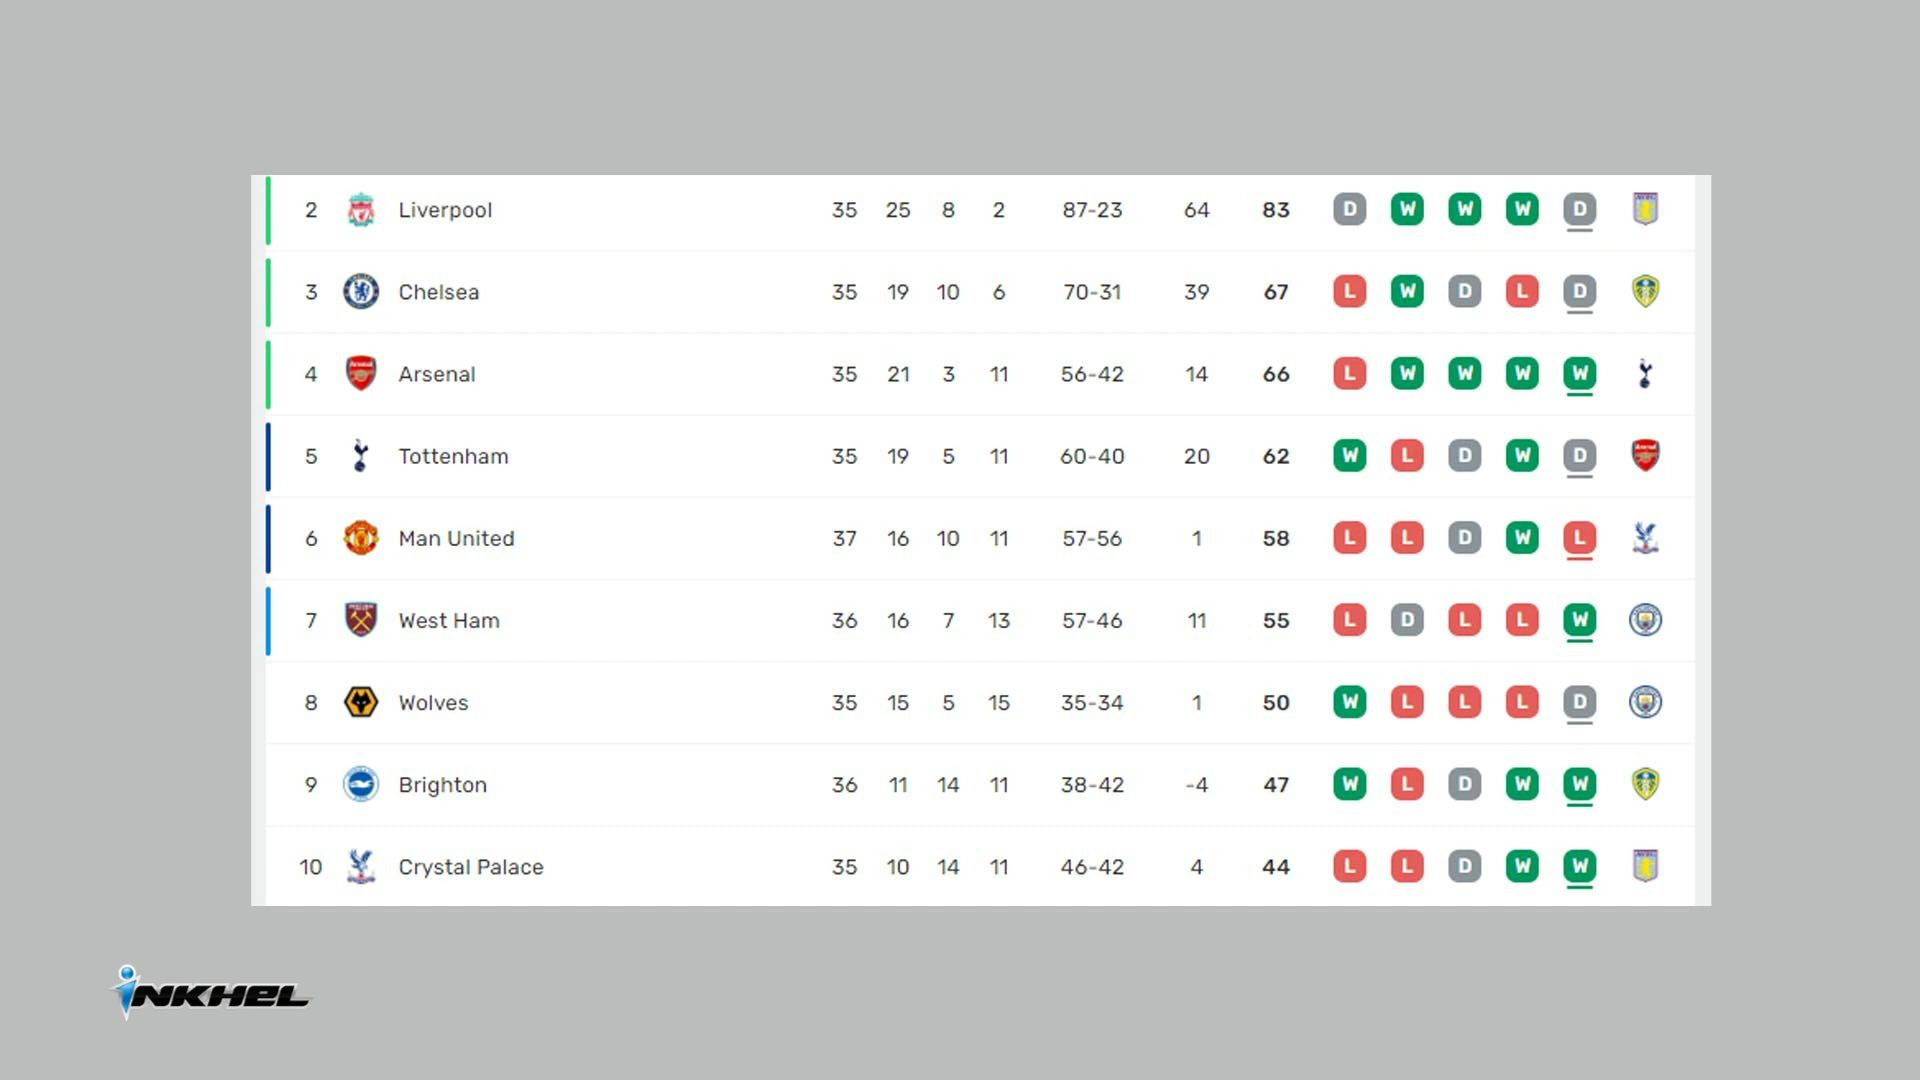 2 Liverpool 35 25 8 2 87-23 64 83 D W W W D
3 Chelsea 35 19 10 6 70-31 39 67 L W D L D
4 Arsenal 35 21 3 11 56-42 14 66 L W W W W
5 Tottenham 35 19 5 11 60-40 20 62 W L D W D
6 Man United 37 16 10 11 57-56 1 58 L L D W L
7 West Ham 36 16 7 13 57-46 11 55 L D L L W
8 Wolves 35 15 5 15 35-34 1 50 W L L L D
9 Brighton 36 11 14 11 38-42 -4 47 W L D W W
10 Crystal Palace 35 10 14 11 46-42 4 44 L L D W W
iNKHEL